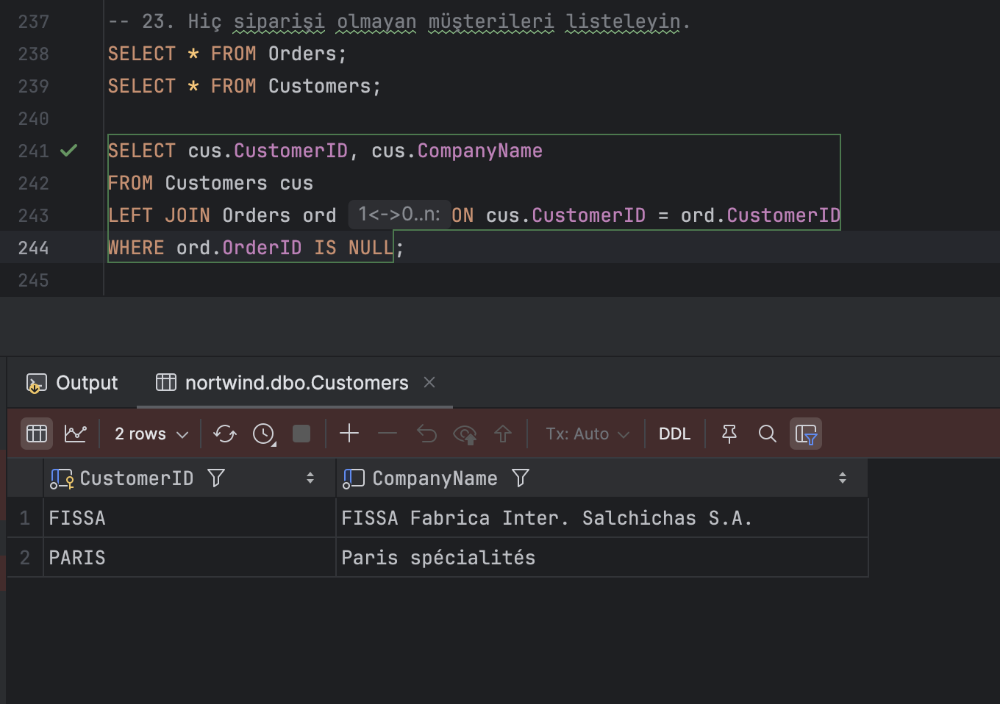 237 -- 23. Hiç siparişi olmayan müşterileri listeleyin.
238 SELECT * FROM Orders;
239 SELECT * FROM Customers;
240
241 SELECT cus.CustomerID, cus.CompanyName
242 FROM Customers cus
243 LEFT JOIN Orders ord 1<->0..n: ON cus.CustomerID = ord.CustomerID
244 WHERE ord.OrderID IS NULL;
245
Output nortwind.dbo.Customers
2 rows Tx: Auto DDL
CustomerID CompanyName
1 FISSA FISSA Fabrica Inter. Salchichas S.A.
2 PARIS Paris spécialités